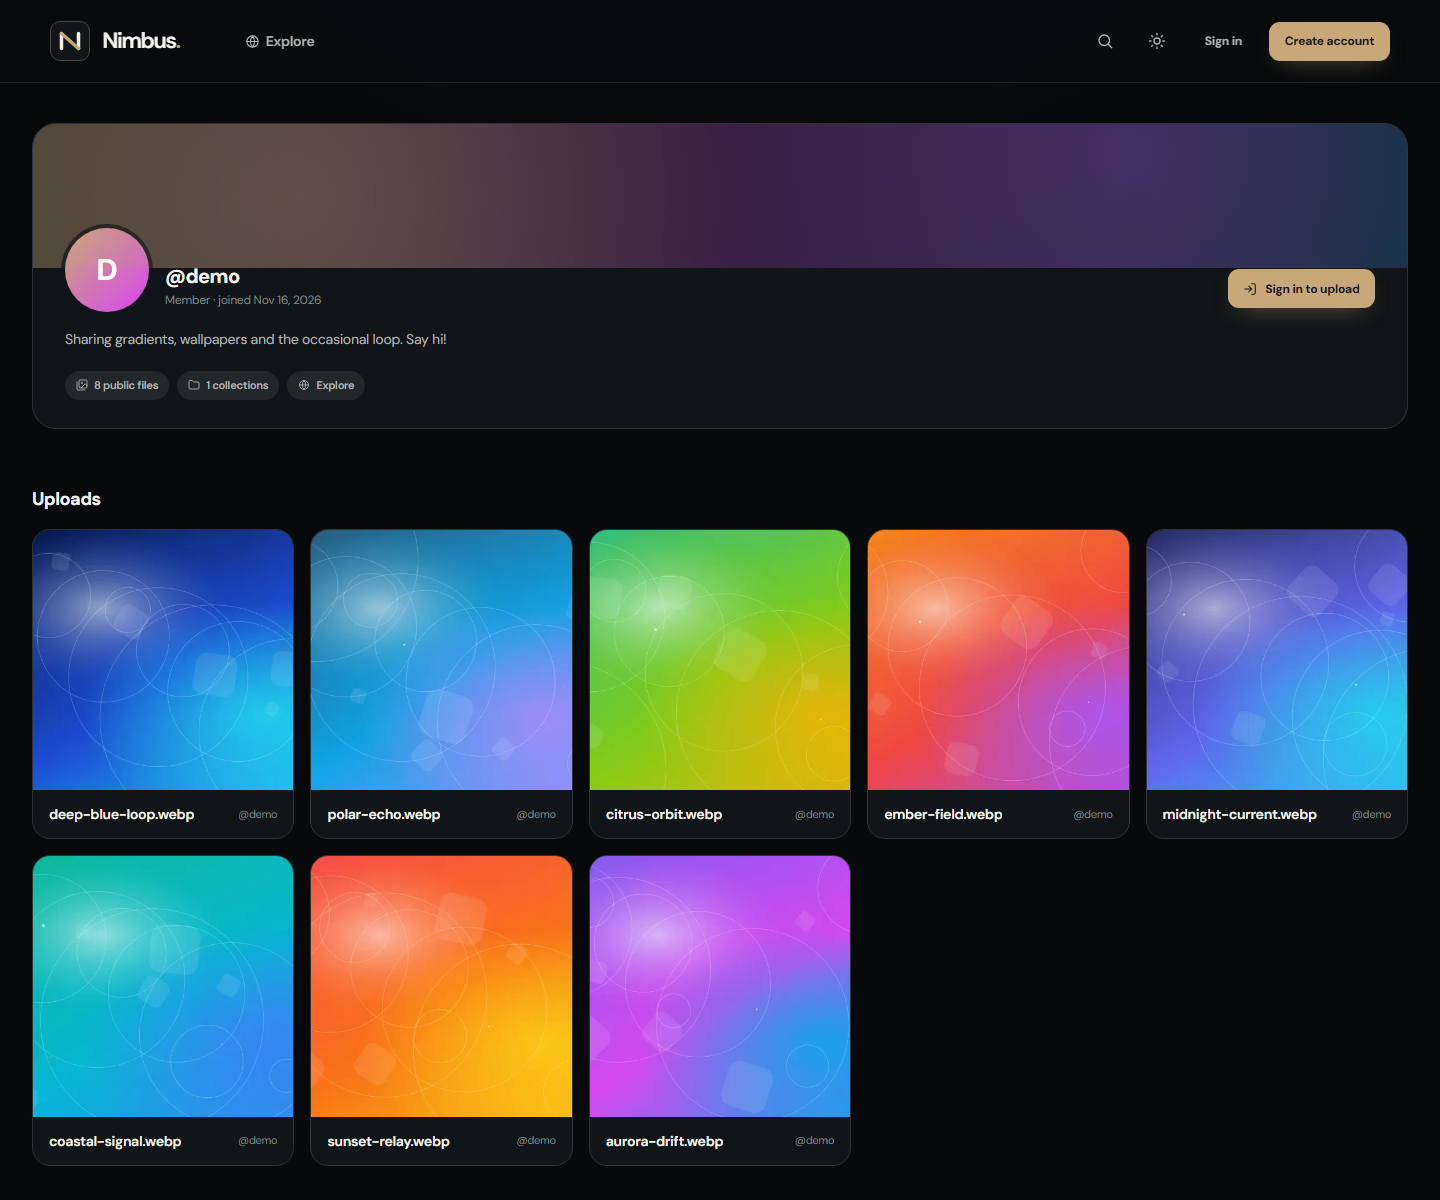 Nimbus.
Explore
Sign in
Create account
D
@demo
Member · joined Nov 16, 2026
Sign in to upload
Sharing gradients, wallpapers and the occasional loop. Say hi!
8 public files
1 collections
Explore
Uploads
deep-blue-loop.webp @demo
polar-echo.webp @demo
citrus-orbit.webp @demo
ember-field.webp @demo
midnight-current.webp @demo
coastal-signal.webp @demo
sunset-relay.webp @demo
aurora-drift.webp @demo